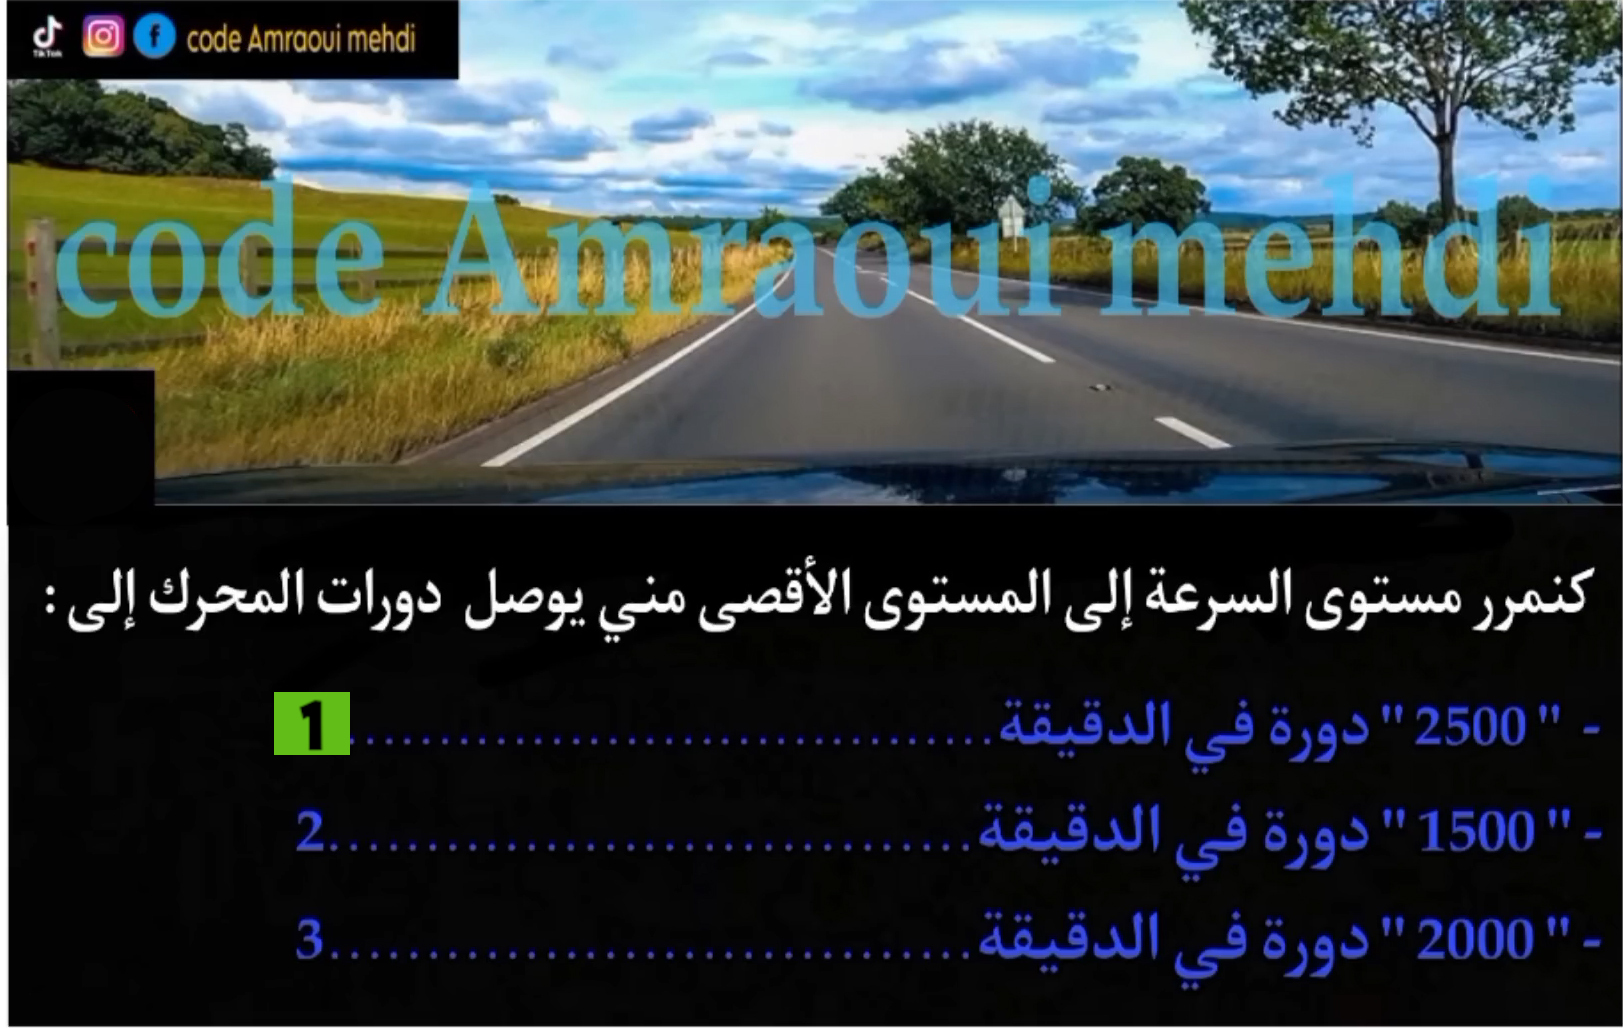 TikTok
code Amraoui mehdi
code Amraoui mehdi
كنمرر مستوى السرعة إلى المستوى الأقصى مني يوصل دورات المحرك إلى :
- " 2500 " دورة في الدقيقة.................................1
- " 1500 " دورة في الدقيقة.................................2
- " 2000 " دورة في الدقيقة.................................3